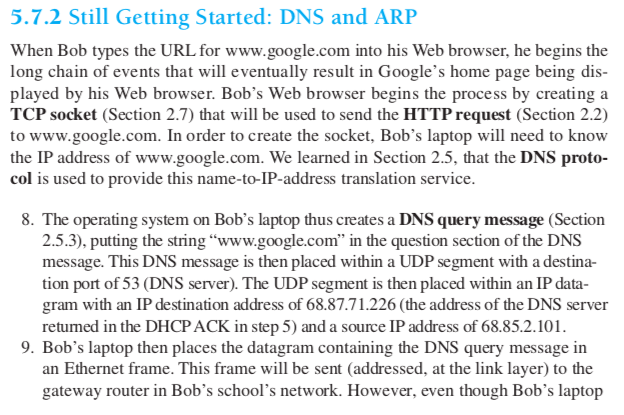 5.7.2 Still Getting Started: DNS and ARP
When Bob types the URL for www.google.com into his Web browser, he begins the
long chain of events that will eventually result in Google's home page being dis-
played by his Web browser. Bob's Web browser begins the process by creating a
TCP socket (Section 2.7) that will be used to send the HTTP request (Section 2.2)
to www.google.com. In order to create the socket, Bob's laptop will need to know
the IP address of www.google.com. We learned in Section 2.5, that the DNS proto-
col is used to provide this name-to-IP-address translation service.
8. The operating system on Bob's laptop thus creates a DNS query message (Section
2.5.3), putting the string “www.google.com” in the question section of the DNS
message. This DNS message is then placed within a UDP segment with a destina-
tion port of 53 (DNS server). The UDP segment is then placed within an IP data-
gram with an IP destination address of 68.87.71.226 (the address of the DNS server
returned in the DHCP ACK in step 5) and a source IP address of 68.85.2.101.
9. Bob's laptop then places the datagram containing the DNS query message in
an Ethernet frame. This frame will be sent (addressed, at the link layer) to the
gateway router in Bob's school's network. However, even though Bob's laptop